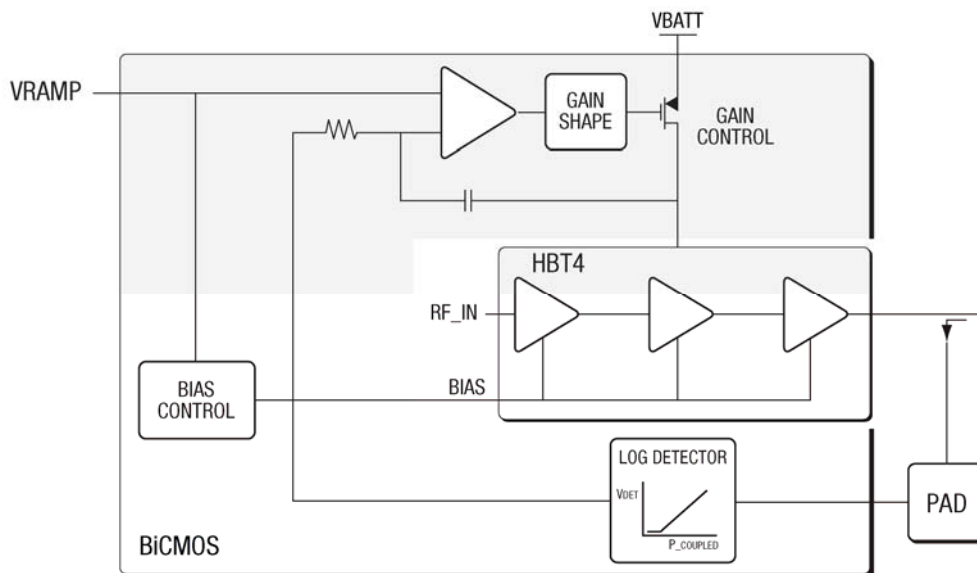 VBATT
VRAMP
GAIN
SHAPE
GAIN
CONTROL
HBT4
RF_IN
BIAS
CONTROL
BIAS
LOG DETECTOR
VDET
P_COUPLED
PAD
BiCMOS